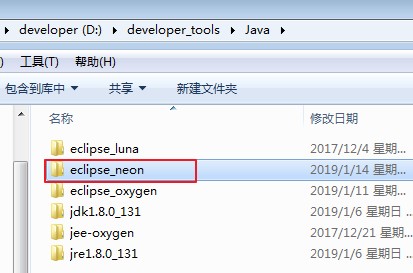 developer (D:) ▸ developer_tools ▸ Java ▸
工具(T) 帮助(H)
包含到库中 ▾ 共享 ▾ 新建文件夹
名称 修改日期
eclipse_luna 2017/12/4 星期...
eclipse_neon 2019/1/14 星期...
eclipse_oxygen 2019/1/11 星期...
jdk1.8.0_131 2019/1/6 星期日 ...
jee-oxygen 2017/12/21 星期...
jre1.8.0_131 2019/1/6 星期日 ...